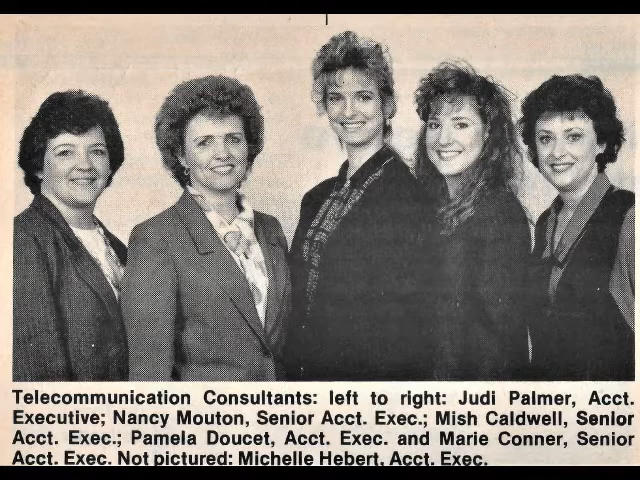 Telecommunication Consultants: left to right: Judi Palmer, Acct.
Executive; Nancy Mouton, Senior Acct. Exec.; Mish Caldwell, Senior
Acct. Exec.; Pamela Doucet, Acct. Exec. and Marie Conner, Senior
Acct. Exec. Not pictured: Michelle Hebert, Acct. Exec.